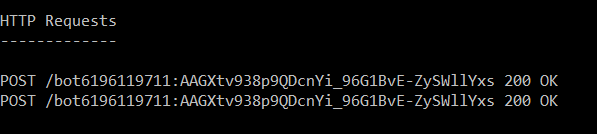 HTTP Requests
-------------
POST /bot6196119711:AAGXtv938p9QDcnYi_96G1BvE-ZySWllYxs 200 OK
POST /bot6196119711:AAGXtv938p9QDcnYi_96G1BvE-ZySWllYxs 200 OK